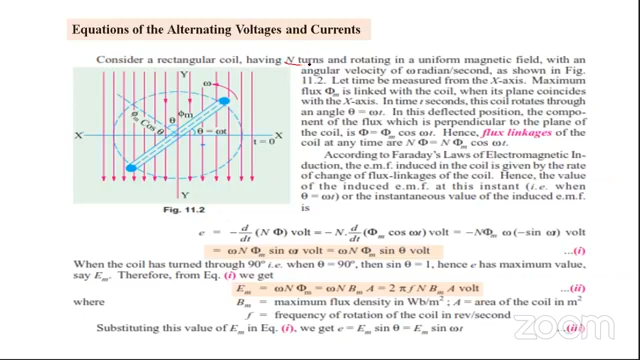 Equations of the Alternating Voltages and Currents
Consider a rectangular coil, having N turns and rotating in a uniform magnetic field, with an
angular velocity of ω radian/second, as shown in Fig.
11.2. Let time be measured from the X-axis. Maximum
flux Φm is linked with the coil, when its plane coincides
with the X-axis. In time t seconds, this coil rotates through
an angle θ = ωt. In this deflected position, the component
of the flux which is perpendicular to the plane of
the coil, is Φ = Φm cos ωt. Hence, flux linkages of the
coil at any time are NΦ = NΦm cos ωt.
According to Faraday's Laws of Electromagnetic
Induction, the e.m.f. induced in the coil is given by the rate
of change of flux-linkages of the coil. Hence, the value of
the induced e.m.f. at this instant (i.e. when
θ = ωt) or the instantaneous value of the induced e.m.f.
is
Y
ω
θ
Φm
Φm Cos θ
θ = ωt
X
X
t = 0
Y
Fig. 11.2
e = −d/dt (NΦ) volt = −N. d/dt (Φm cos ωt) volt = −NΦm ω (−sin ωt) volt
= ωNΦm sin ωt volt = ωNΦm sin θ volt ...(i)
When the coil has turned through 90° i.e. when θ = 90°, then sin θ = 1, hence e has maximum value,
say Em. Therefore, from Eq. (i) we get
Em = ωNΦm = ωN BmA = 2πf N BmA volt ...(ii)
where Bm = maximum flux density in Wb/m²; A = area of the coil in m²
f = frequency of rotation of the coil in rev/second
Substituting this value of Em in Eq. (i), we get e = Em sin θ = Em sin ωt ...(iii)
ZOOM